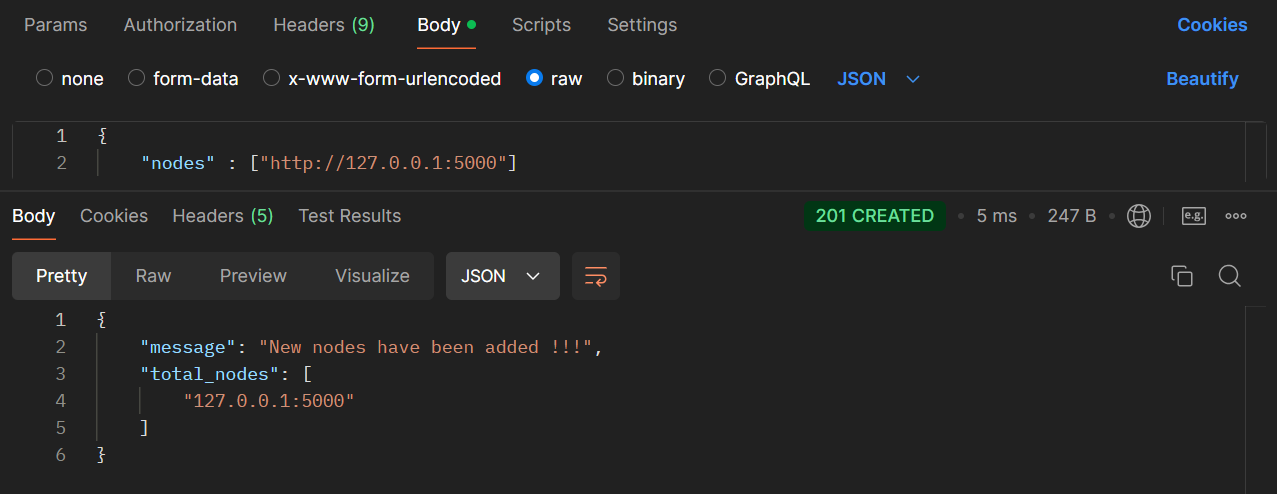 Params Authorization Headers (9) Body Scripts Settings Cookies
none form-data x-www-form-urlencoded raw binary GraphQL JSON Beautify
1 {
2 "nodes" : ["http://127.0.0.1:5000"]
Body Cookies Headers (5) Test Results 201 CREATED 5 ms 247 B e.g.
Pretty Raw Preview Visualize JSON
1 {
2 "message": "New nodes have been added !!!",
3 "total_nodes": [
4 "127.0.0.1:5000"
5 ]
6 }